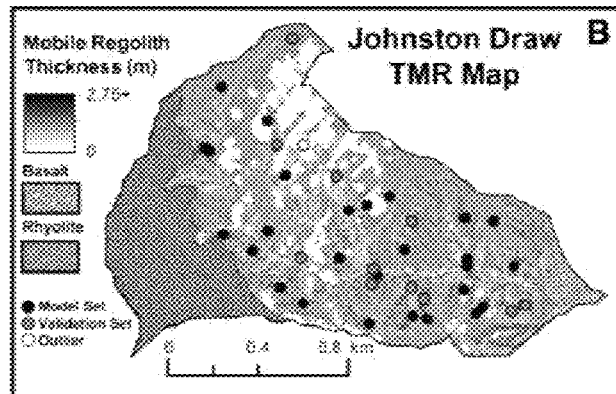 Mobile Regolith
Thickness (m)
Johnston Draw
TMR Map
B
2.75+
0
Basalt
Rhyolite
Model Set
Validation Set
Outlier
0 0.4 0.8 km